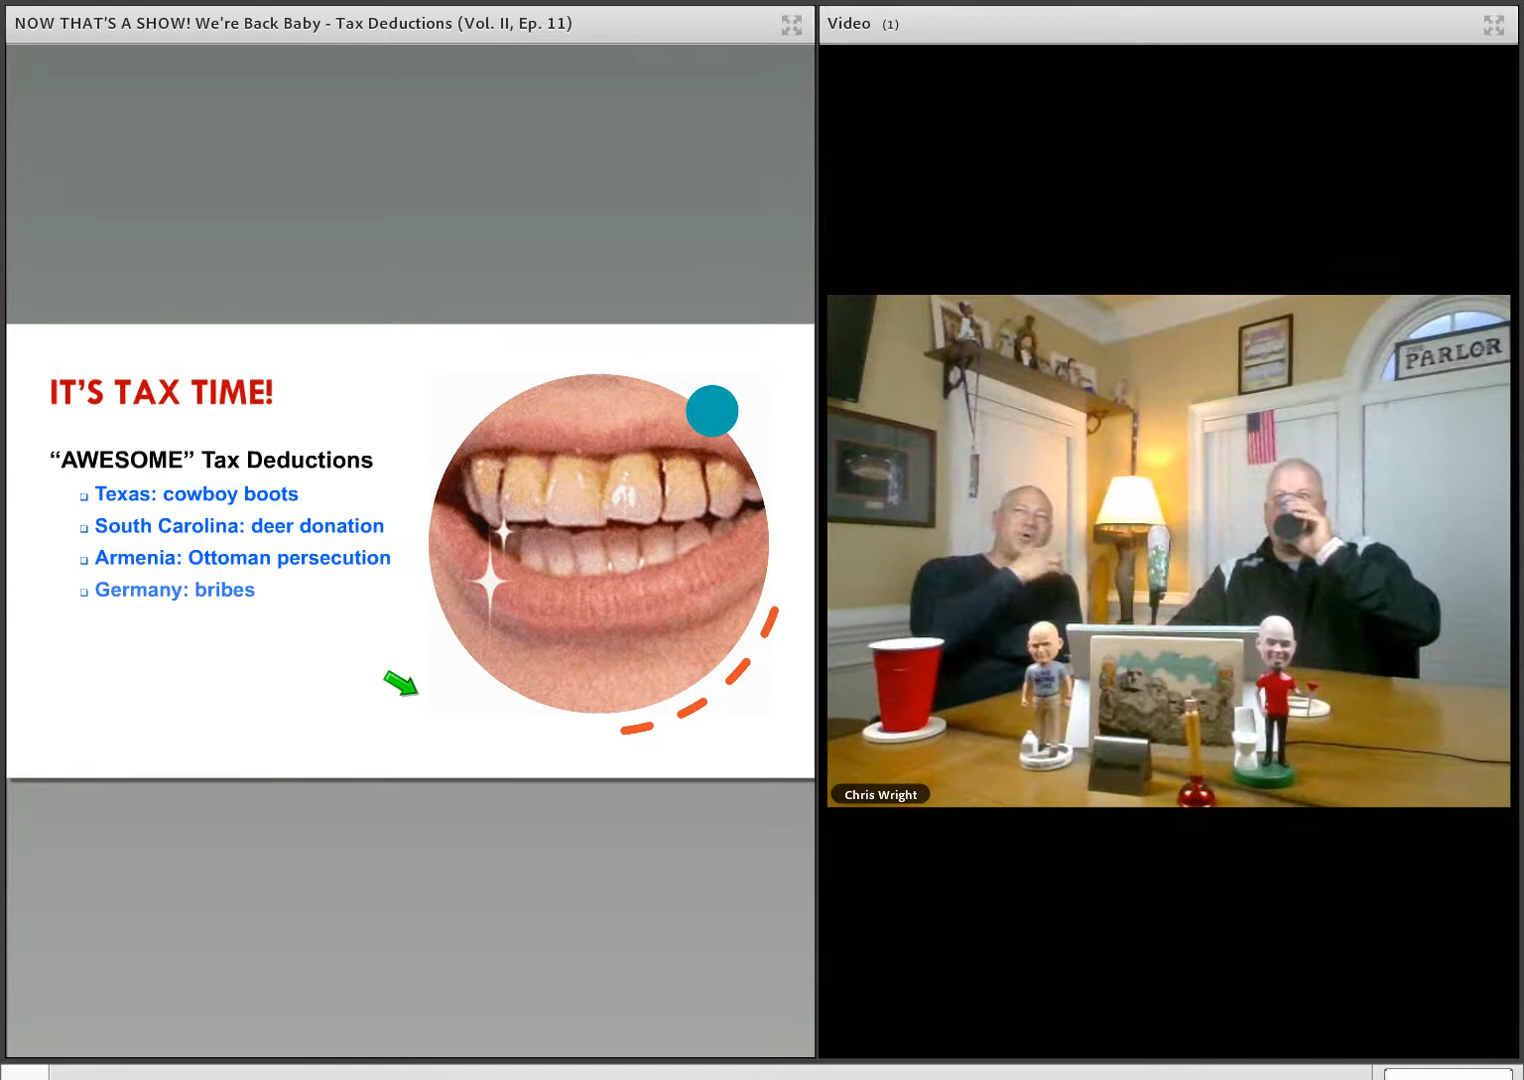 NOW THAT'S A SHOW! We're Back Baby - Tax Deductions (Vol. II, Ep. 11)
Video (1)
IT'S TAX TIME!
“AWESOME” Tax Deductions
Texas: cowboy boots
South Carolina: deer donation
Armenia: Ottoman persecution
Germany: bribes
THE PARLOR
Chris Wright